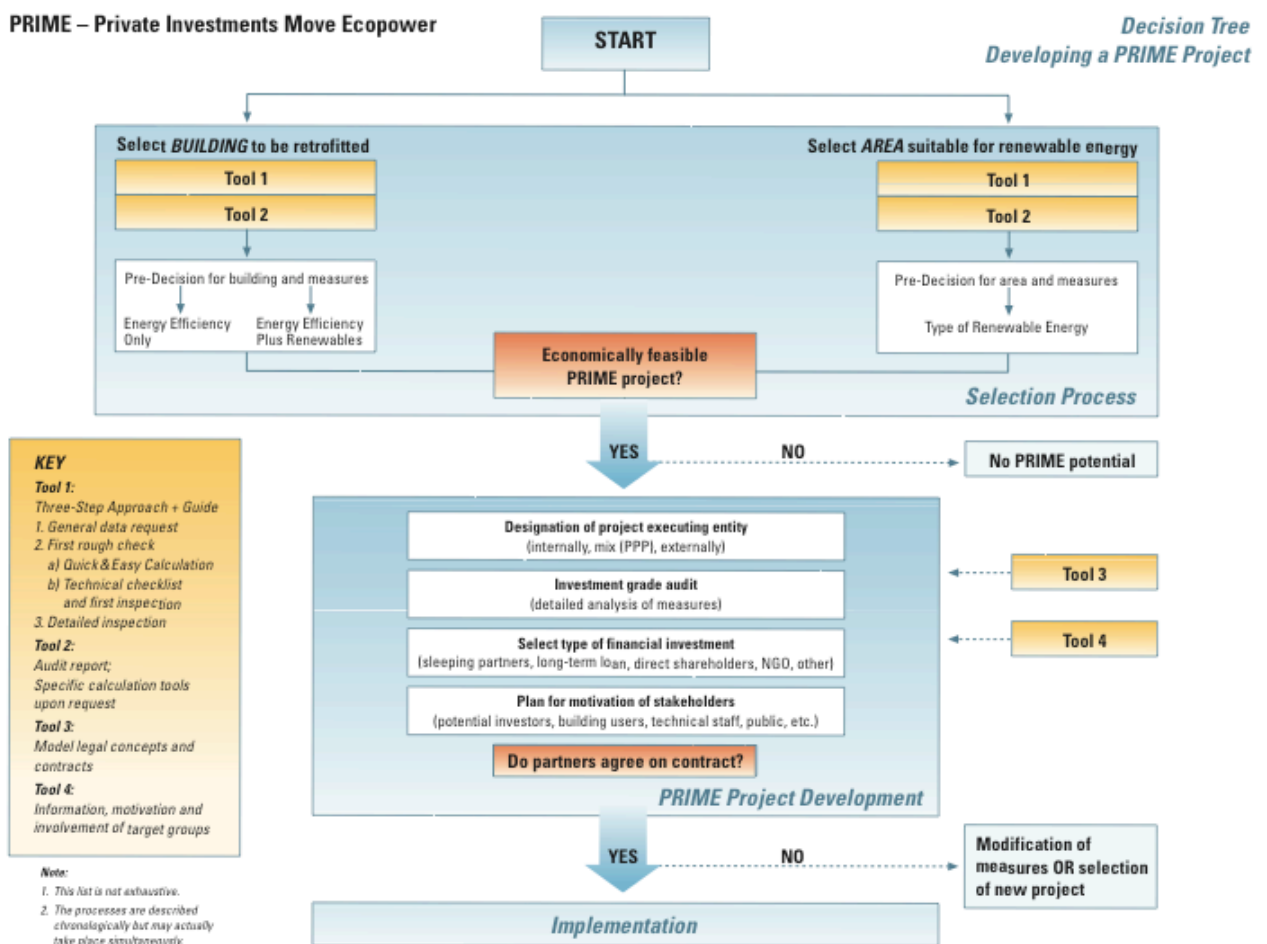 PRIME – Private Investments Move Ecopower
START
Decision Tree
Developing a PRIME Project
Select BUILDING to be retrofitted
Tool 1
Tool 2
Pre-Decision for building and measures
Energy Efficiency
Only
Energy Efficiency
Plus Renewables
Select AREA suitable for renewable energy
Tool 1
Tool 2
Pre-Decision for area and measures
Type of Renewable Energy
Economically feasible
PRIME project?
Selection Process
YES
NO
No PRIME potential
KEY
Tool 1:
Three-Step Approach + Guide
1. General data request
2. First rough check
a) Quick & Easy Calculation
b) Technical checklist
and first inspection
3. Detailed inspection
Tool 2:
Audit report;
Specific calculation tools
upon request
Tool 3:
Model legal concepts and
contracts
Tool 4:
Information, motivation and
involvement of target groups
Note:
1. This list is not exhaustive.
2. The processes are described
chronologically but may actually
take place simultaneously
Designation of project executing entity
(internally, mix (PPP), externally)
Investment grade audit
(detailed analysis of measures)
Select type of financial investment
(sleeping partners, long-term loan, direct shareholders, NGO, other)
Plan for motivation of stakeholders
(potential investors, building users, technical staff, public, etc.)
Do partners agree on contract?
PRIME Project Development
Tool 3
Tool 4
YES
NO
Modification of
measures OR selection
of new project
Implementation